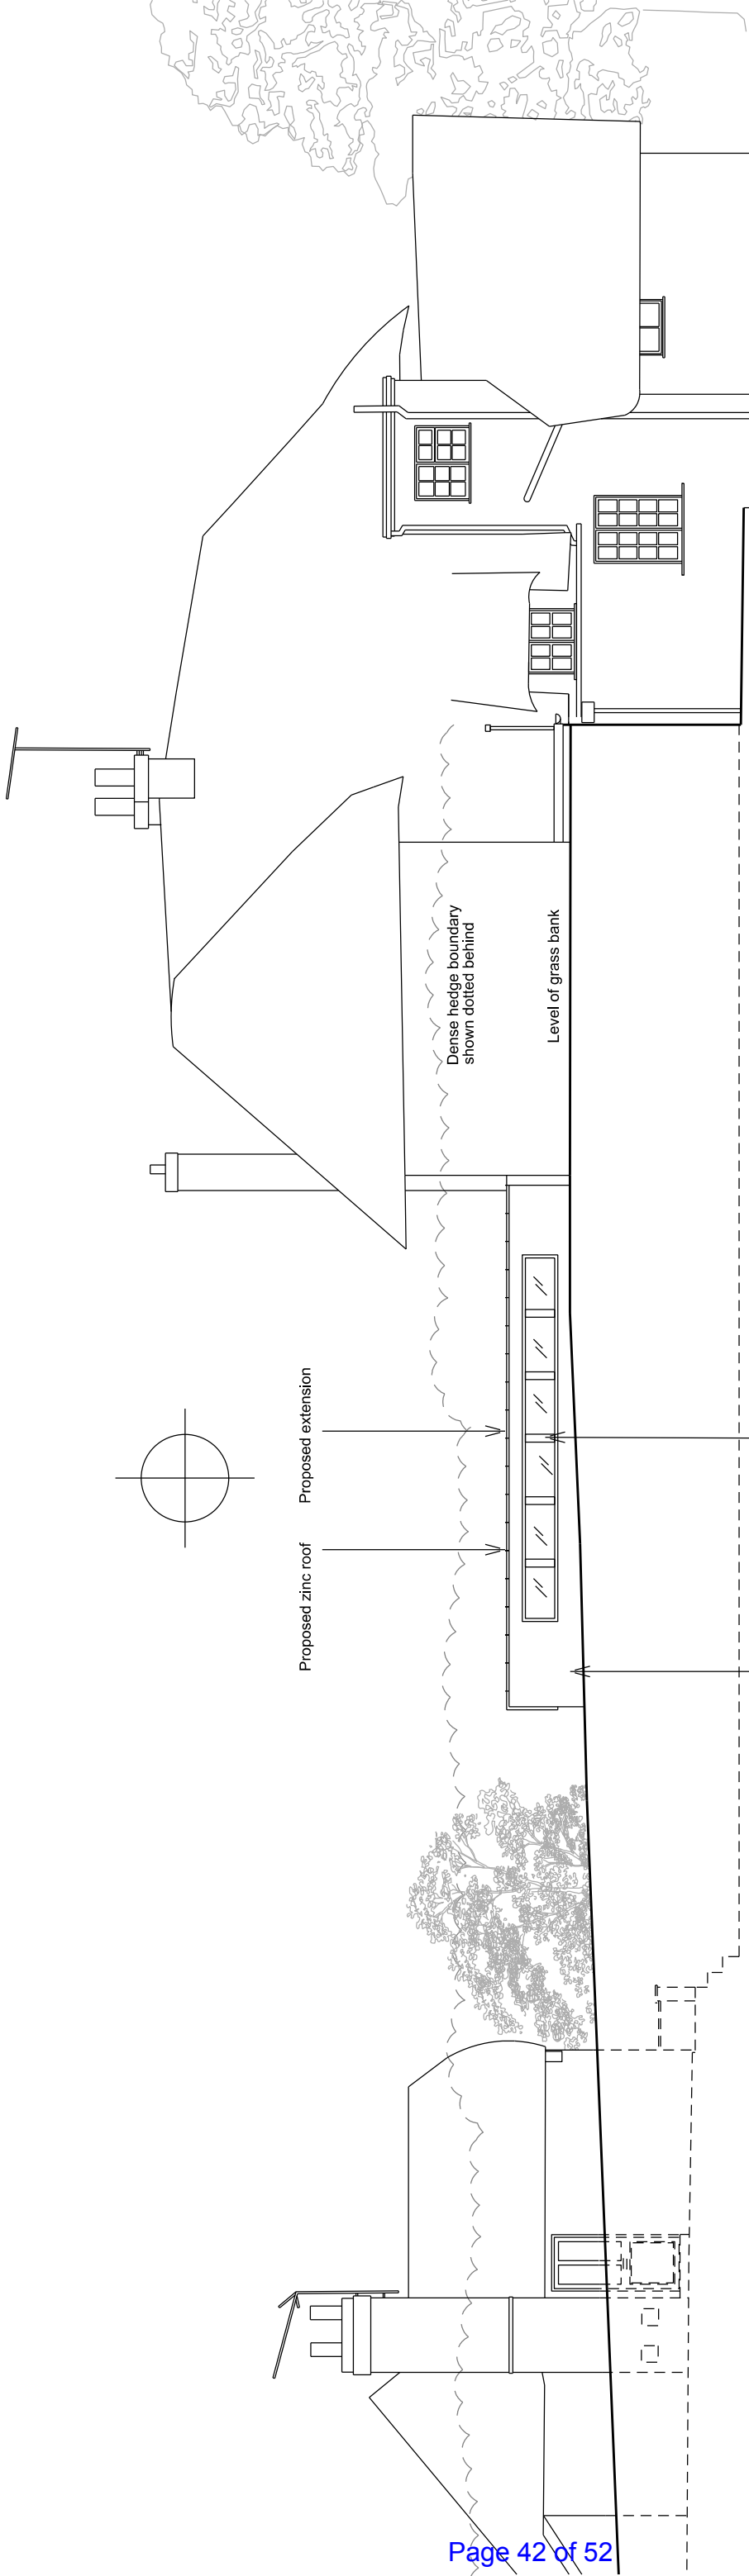 Proposed zinc roof
Proposed extension
Dense hedge boundary
shown dotted behind
Level of grass bank
Page 42 of 52